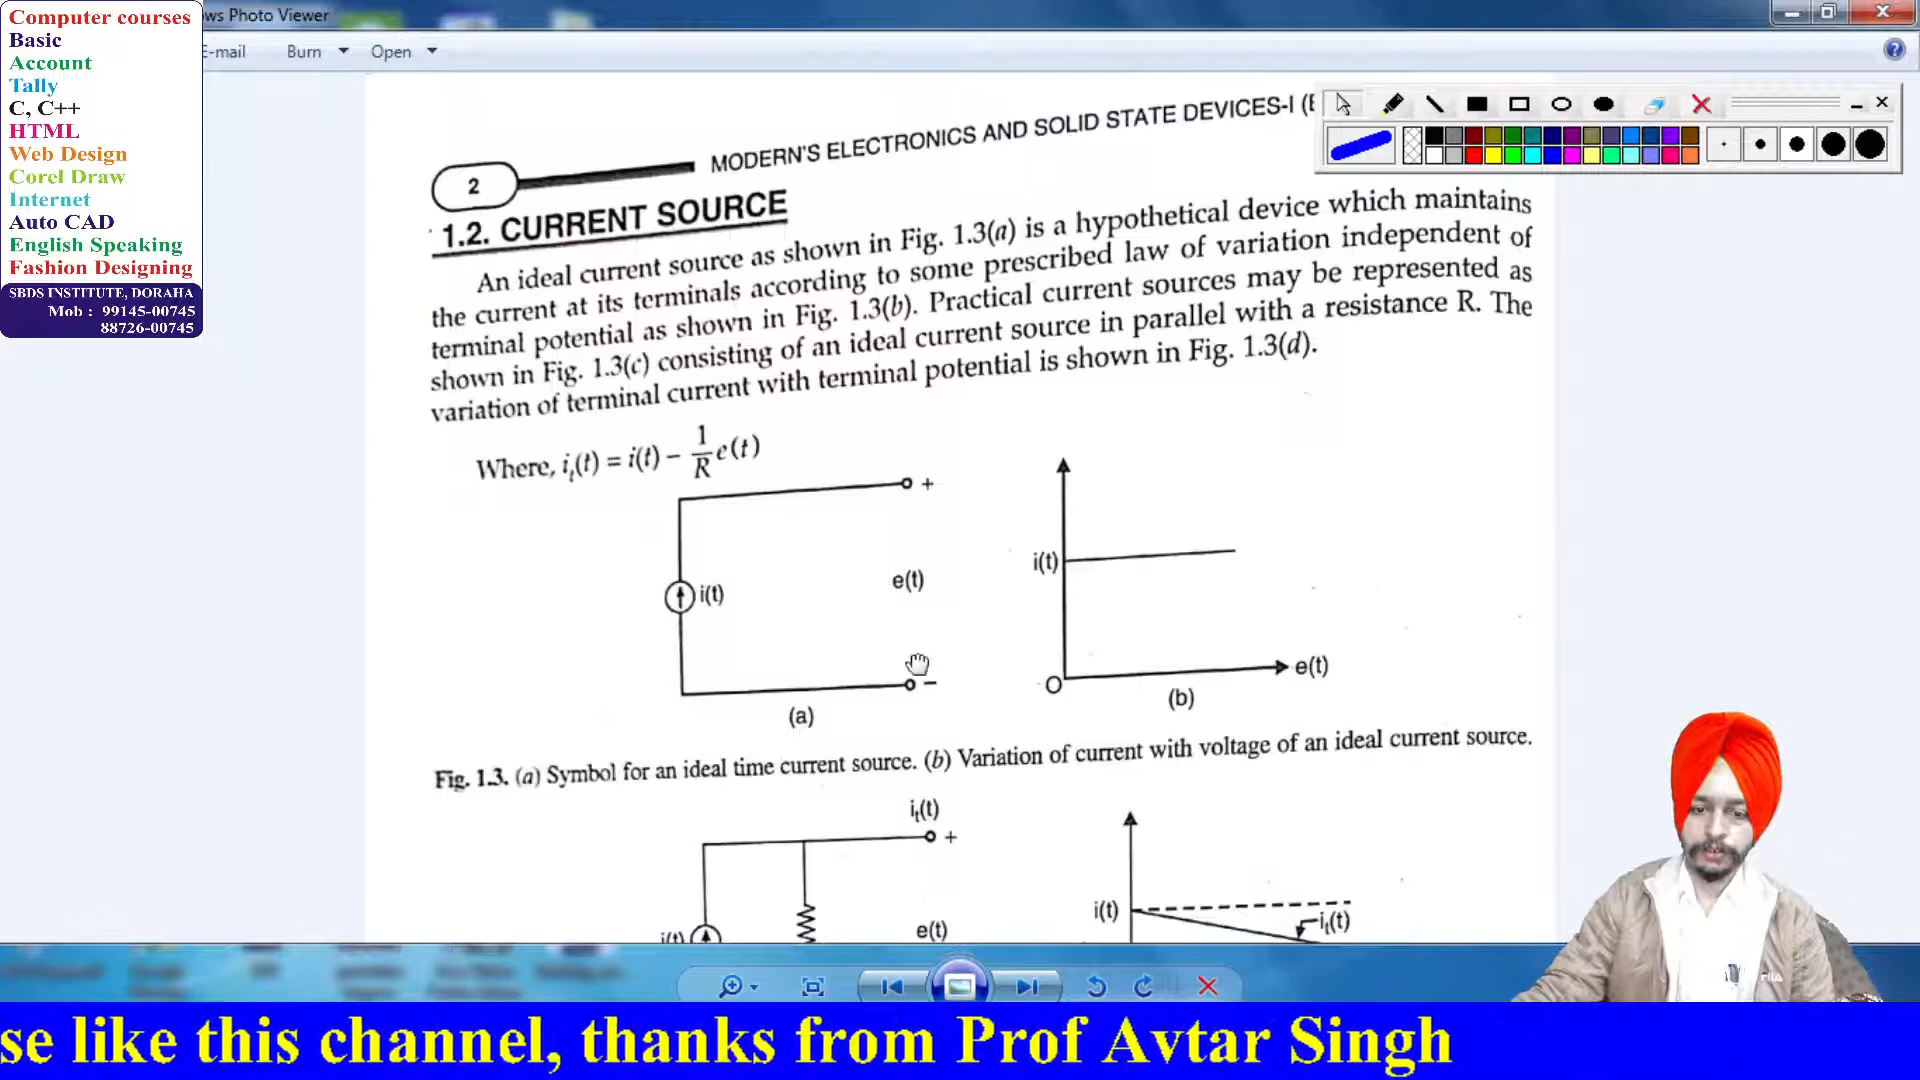 Computer courses
Basic
Account
Tally
C, C++
HTML
Web Design
Corel Draw
Internet
Auto CAD
English Speaking
Fashion Designing
SBDS INSTITUTE, DORAHA
Mob : 99145-00745
88726-00745
ws Photo Viewer
E-mail Burn Open
2 MODERN'S ELECTRONICS AND SOLID STATE DEVICES-I
1.2. CURRENT SOURCE
An ideal current source as shown in Fig. 1.3(a) is a hypothetical device which maintains
the current at its terminals according to some prescribed law of variation independent of
terminal potential as shown in Fig. 1.3(b). Practical current sources may be represented as
shown in Fig. 1.3(c) consisting of an ideal current source in parallel with a resistance R. The
variation of terminal current with terminal potential is shown in Fig. 1.3(d).
Where, iₜ(t) = i(t) – 1/R e(t)
+
i(t) e(t)
–
(a)
i(t)
O e(t)
(b)
Fig. 1.3. (a) Symbol for an ideal time current source. (b) Variation of current with voltage of an ideal current source.
iₜ(t)
+
i(t) e(t)
i(t) iₜ(t)
FILA
se like this channel, thanks from Prof Avtar Singh